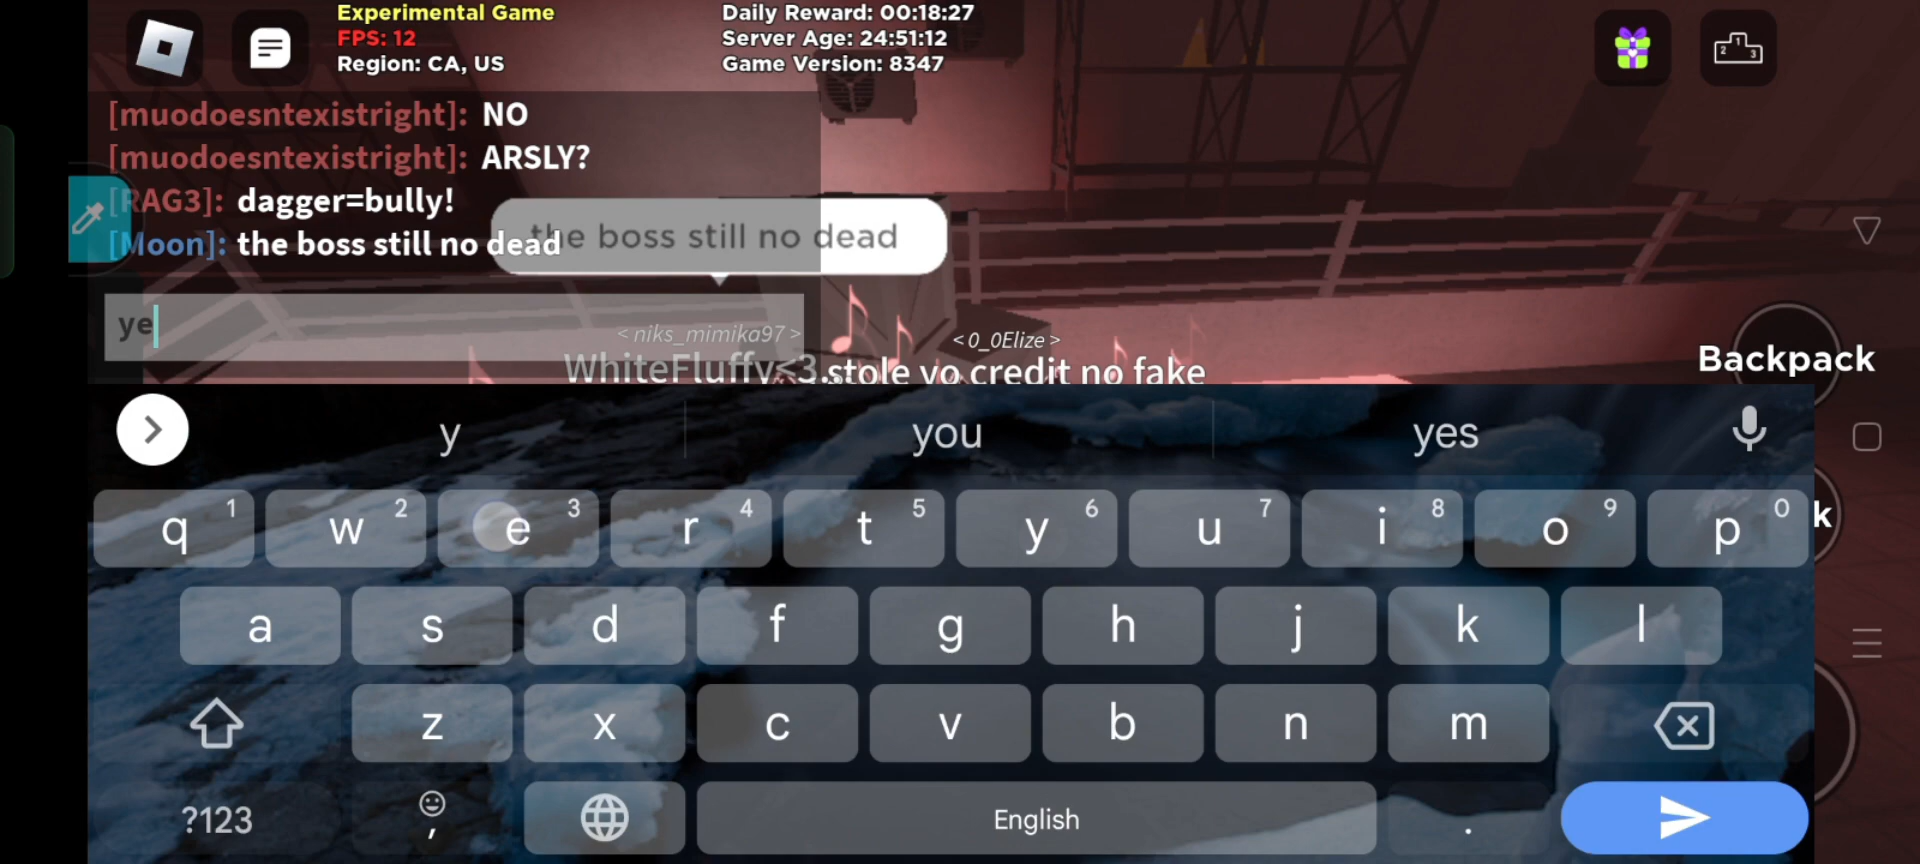 Experimental Game
FPS: 12
Region: CA, US
Daily Reward: 00:18:27
Server Age: 24:51:12
Game Version: 8347
2 1 3
[muodoesntexistright]: NO
[muodoesntexistright]: ARSLY?
[RAG3]: dagger=bully!
[Moon]: the boss still no dead
the boss still no dead
ye
< niks_mimika97 >
WhiteFluffy<3.
< 0_0Elize >
stole yo credit no fake
Backpack
y you yes
q 1 w 2 e 3 r 4 t 5 y 6 u 7 i 8 o 9 p 0
k
a s d f g h j k l
z x c v b n m
?123 , English .